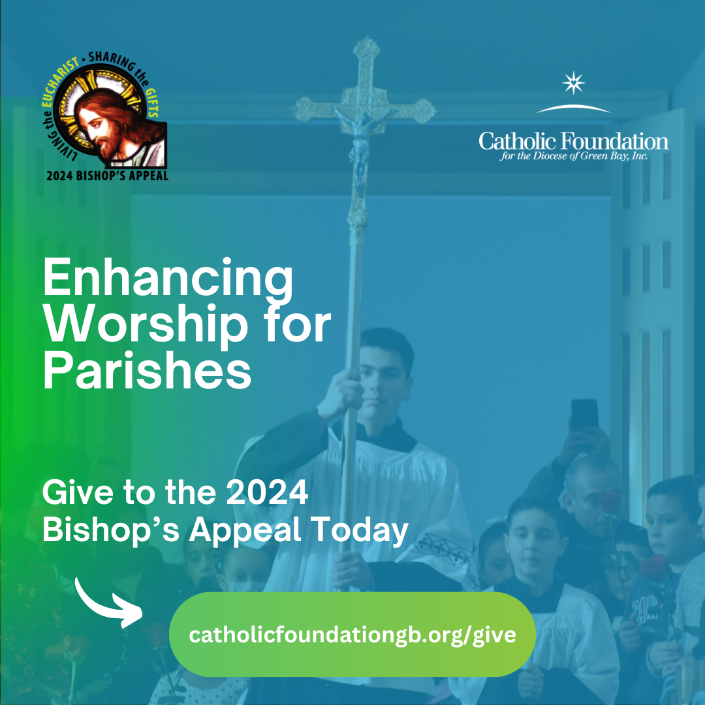 LIVING the EUCHARIST • SHARING the GIFTS
2024 BISHOP'S APPEAL
Catholic Foundation
for the Diocese of Green Bay, Inc.
Enhancing
Worship for
Parishes
Give to the 2024
Bishop's Appeal Today
catholicfoundationgb.org/give